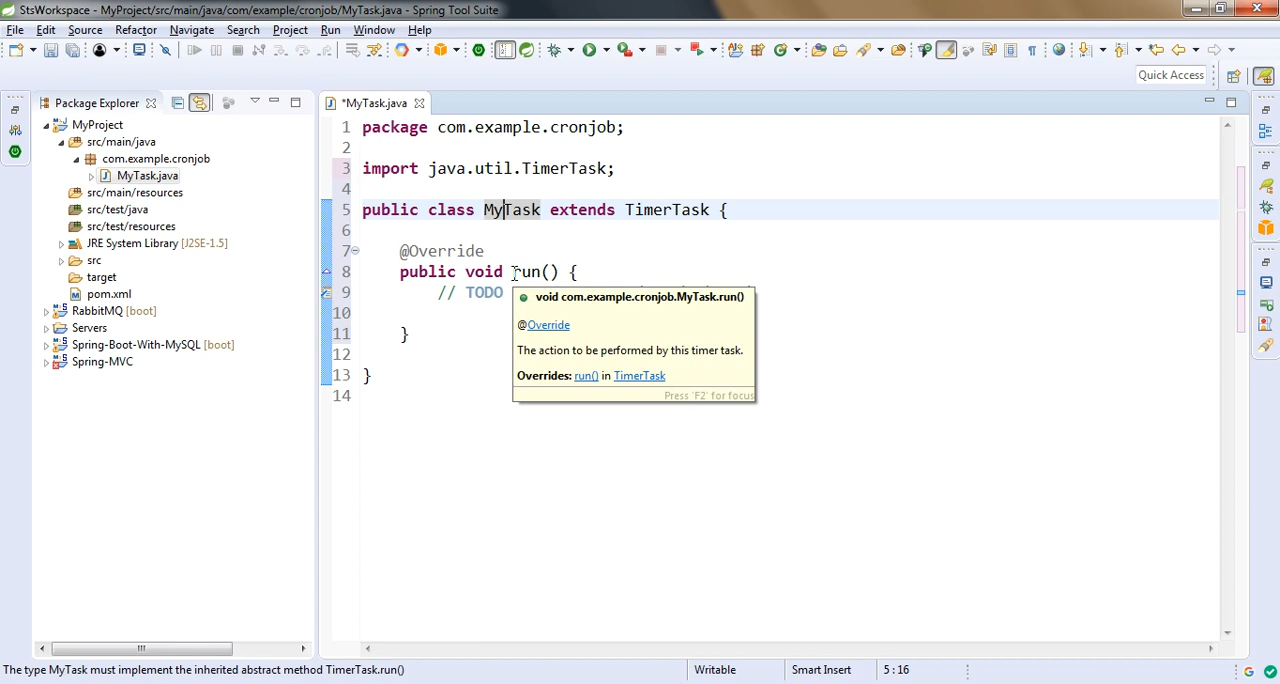 StsWorkspace - MyProject/src/main/java/com/example/cronjob/MyTask.java - Spring Tool Suite
File Edit Source Refactor Navigate Search Project Run Window Help
Quick Access
Package Explorer
*MyTask.java
MyProject
src/main/java
com.example.cronjob
MyTask.java
src/main/resources
src/test/java
src/test/resources
JRE System Library [J2SE-1.5]
src
target
pom.xml
RabbitMQ [boot]
Servers
Spring-Boot-With-MySQL [boot]
Spring-MVC
1 package com.example.cronjob;
2
3 import java.util.TimerTask;
4
5 public class MyTask extends TimerTask {
6
7 @Override
8 public void run() {
9 // TODO
10
11 }
12
13 }
14
void com.example.cronjob.MyTask.run()
@Override
The action to be performed by this timer task.
Overrides: run() in TimerTask
Press 'F2' for focus
The type MyTask must implement the inherited abstract method TimerTask.run()
Writable
Smart Insert
5:16